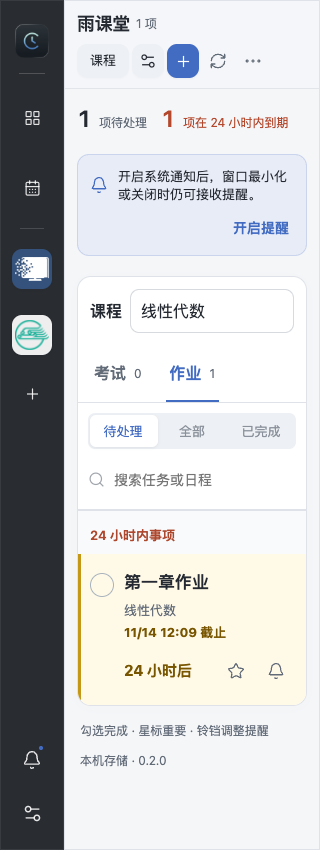 雨课堂 1 项
课程
1 项待处理 1 项在 24 小时内到期
开启系统通知后，窗口最小化
或关闭时仍可接收提醒。
开启提醒
课程 线性代数
考试 0 作业 1
待处理 全部 已完成
搜索任务或日程
24 小时内事项
第一章作业
线性代数
11/14 12:09 截止
24 小时后
勾选完成 · 星标重要 · 铃铛调整提醒
本机存储 · 0.2.0